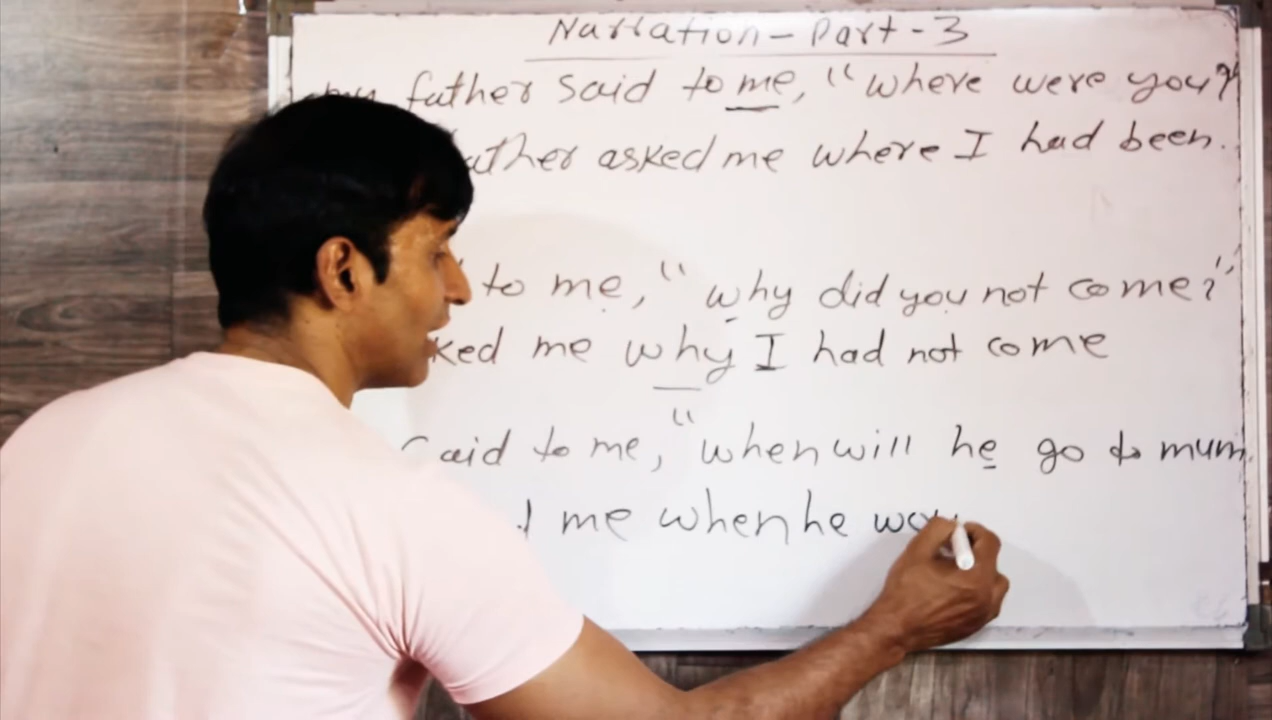 Narration - Part - 3
my father said to me, "where were you?"
father asked me where I had been.
to me, "why did you not come?"
ked me why I had not come
said to me, "when will he go to mum
me when he wou